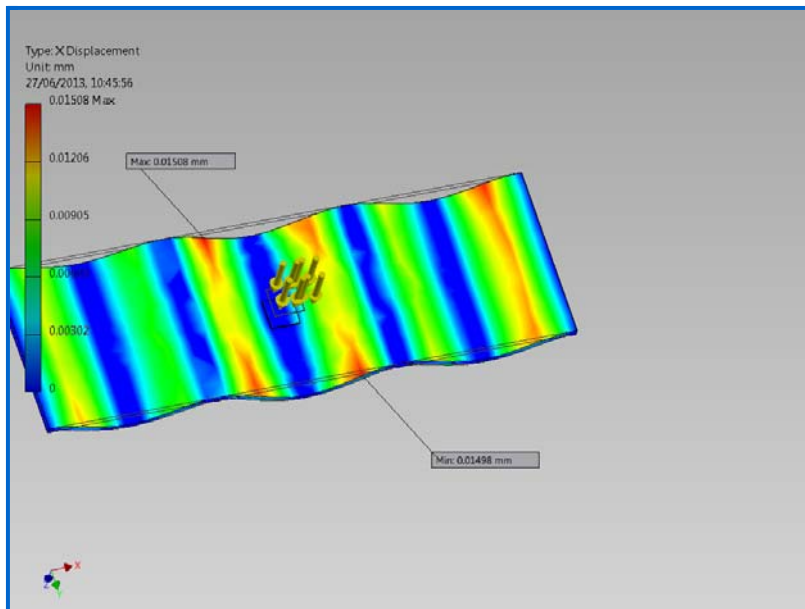 Type: X Displacement
Unit: mm
27/06/2013, 10:45:56
0.01508 Max
0.01206
0.00905
0.00302
0
Max: 0.01508 mm
Min: 0.01498 mm
X
Z
Y